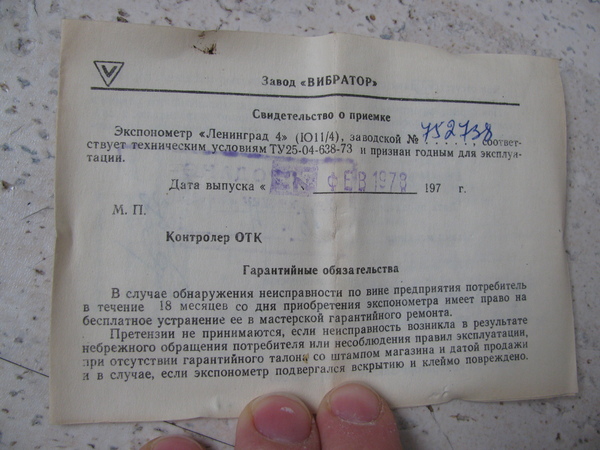 Завод «ВИБРАТОР»
Свидетельство о приемке
Экспонометр «Ленинград 4» (Ю11/4), заводской № 752738 соответ-
ствует техническим условиям ТУ25-04-638-73 и признан годным для эксплуа-
тации.
Дата выпуска « ФЕВ 1978 197 г.
М. П.
Контролер ОТК
Гарантийные обязательства
В случае обнаружения неисправности по вине предприятия потребитель
в течение 18 месяцев со дня приобретения экспонометра имеет право на
бесплатное устранение ее в мастерской гарантийного ремонта.
Претензии не принимаются, если неисправность возникла в результате
небрежного обращения потребителя или несоблюдения правил эксплуатации,
при отсутствии гарантийного талона со штампом магазина и датой продажи
и в случае, если экспонометр подвергался вскрытию и клеймо повреждено.